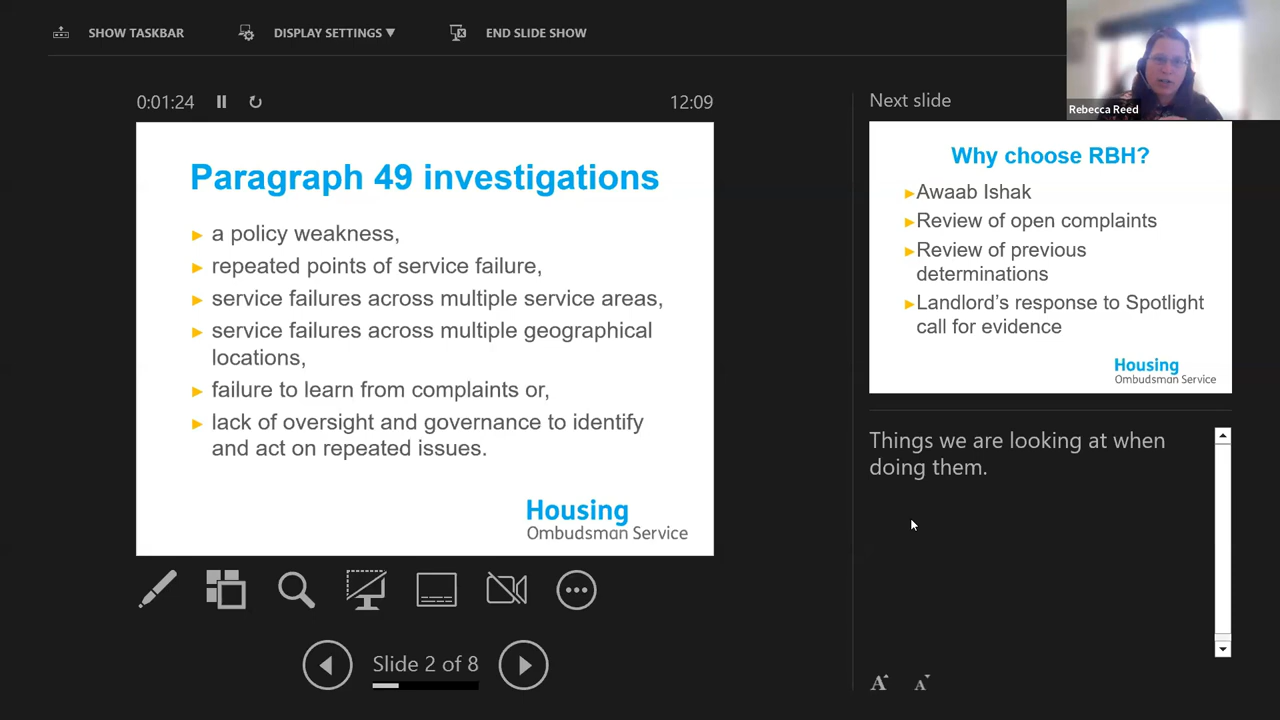 SHOW TASKBAR
DISPLAY SETTINGS ▼
END SLIDE SHOW
Rebecca Reed
0:01:24
12:09
Paragraph 49 investigations
a policy weakness,
repeated points of service failure,
service failures across multiple service areas,
service failures across multiple geographical
locations,
failure to learn from complaints or,
lack of oversight and governance to identify
and act on repeated issues.
Housing
Ombudsman Service
Slide 2 of 8
Next slide
Why choose RBH?
Awaab Ishak
Review of open complaints
Review of previous
determinations
Landlord's response to Spotlight
call for evidence
Housing
Ombudsman Service
Things we are looking at when
doing them.
A A